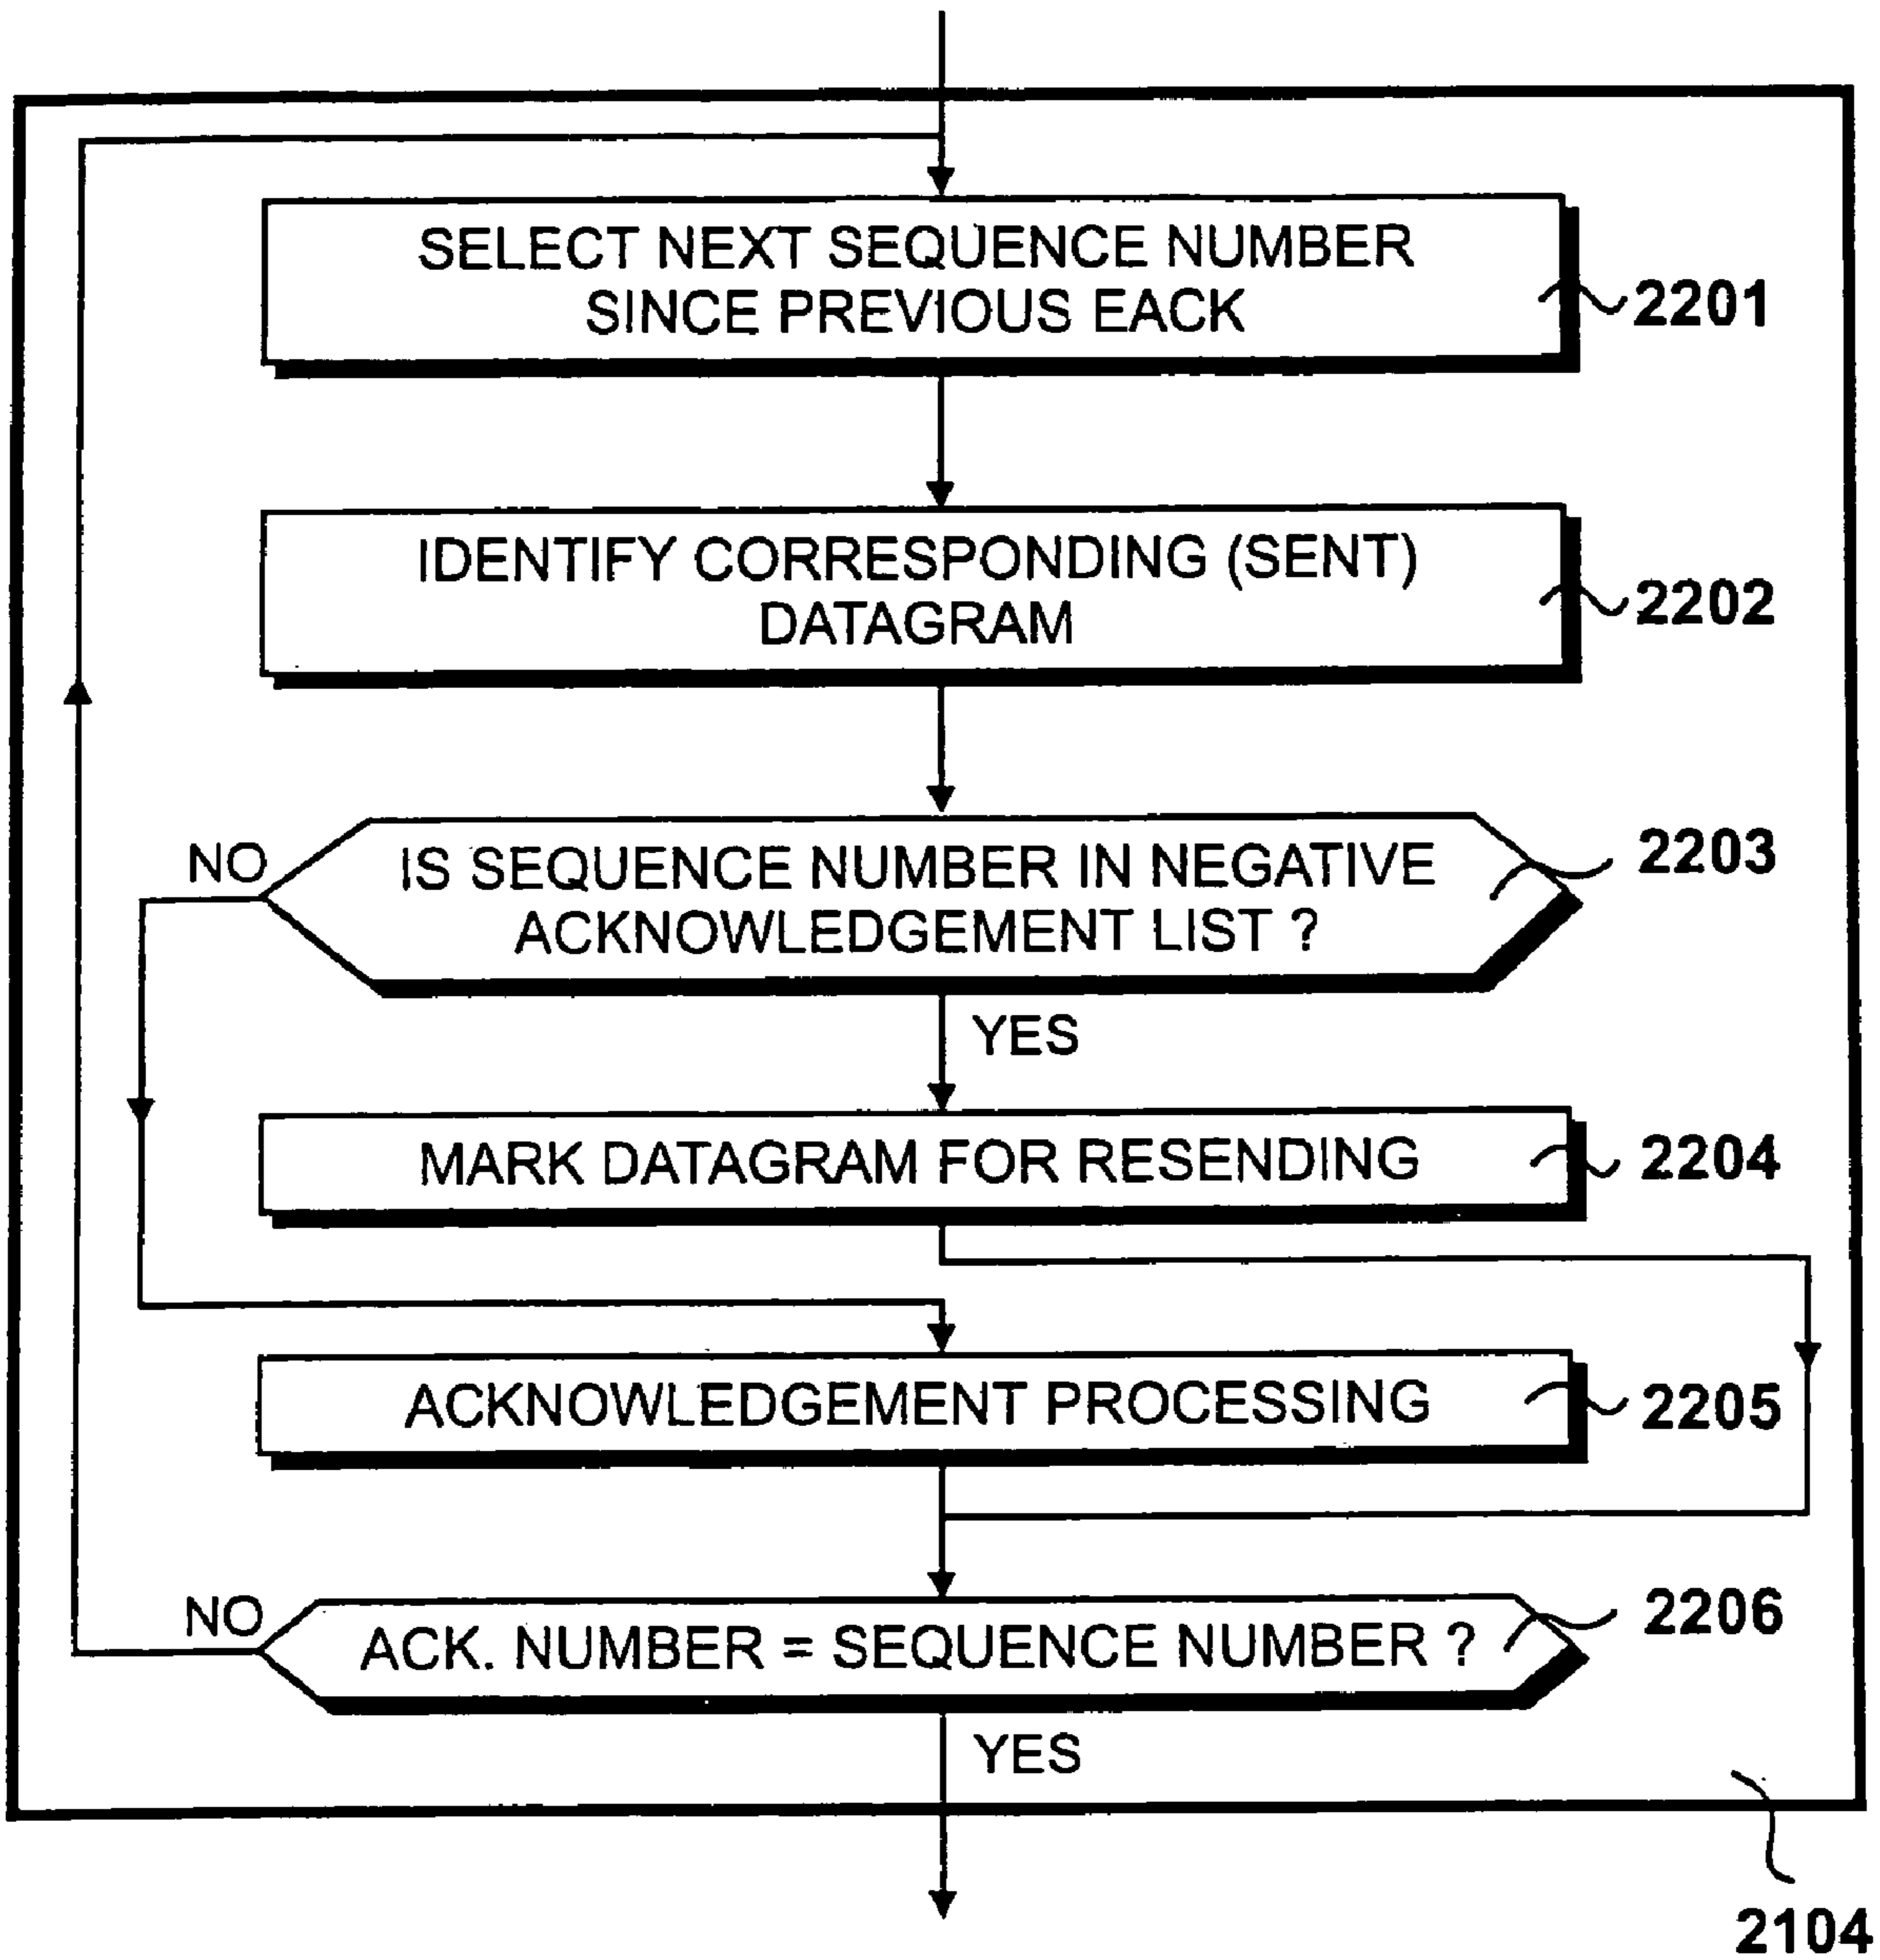 SELECT NEXT SEQUENCE NUMBER
SINCE PREVIOUS EACK
2201
IDENTIFY CORRESPONDING (SENT)
DATAGRAM
2202
NO
IS SEQUENCE NUMBER IN NEGATIVE
ACKNOWLEDGEMENT LIST ?
2203
YES
MARK DATAGRAM FOR RESENDING
2204
ACKNOWLEDGEMENT PROCESSING
2205
NO
ACK. NUMBER = SEQUENCE NUMBER ?
2206
YES
2104